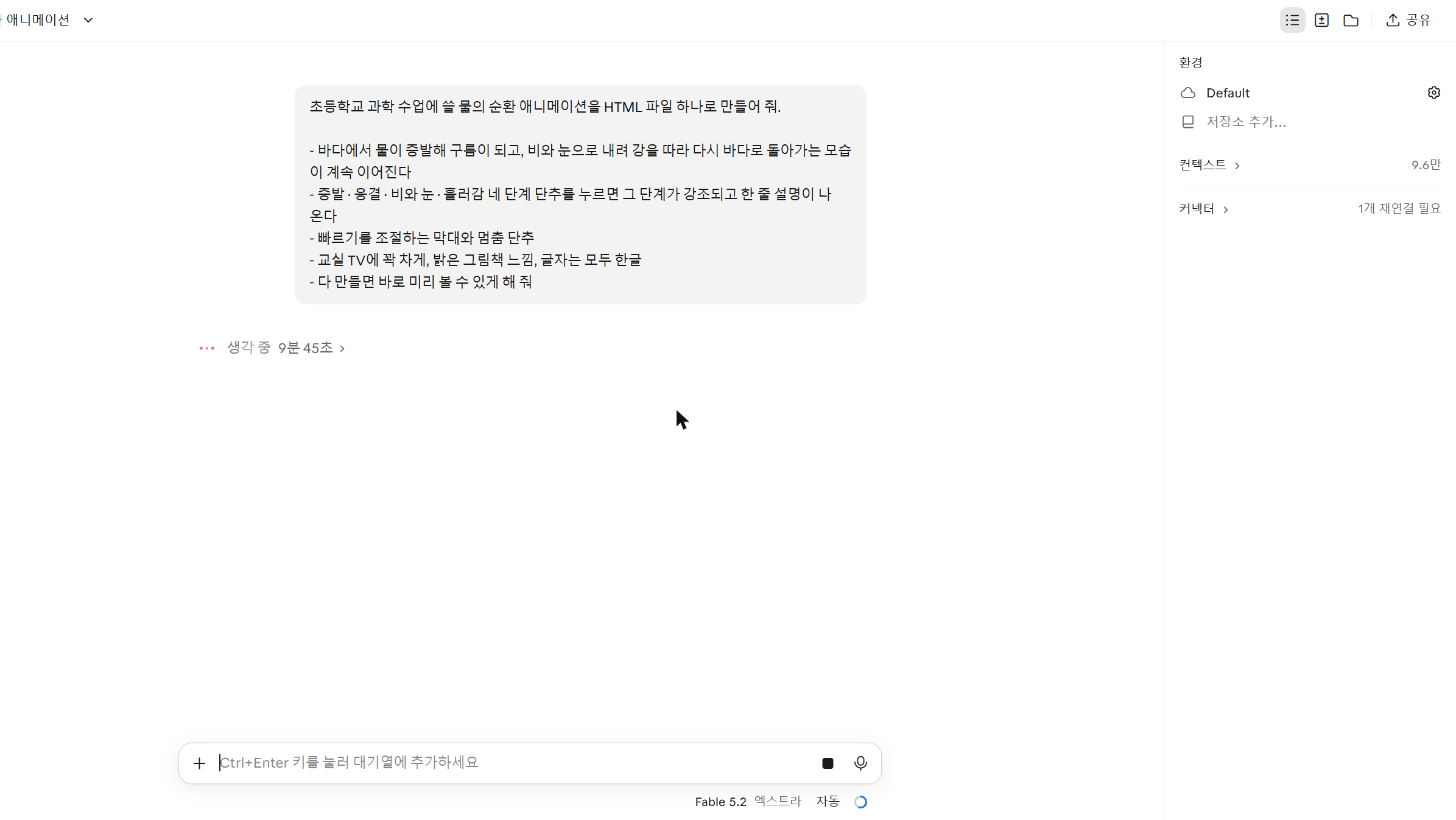 애니메이션
공유
초등학교 과학 수업에 쓸 물의 순환 애니메이션을 HTML 파일 하나로 만들어 줘.
- 바다에서 물이 증발해 구름이 되고, 비와 눈으로 내려 강을 따라 다시 바다로 돌아가는 모습
이 계속 이어진다
- 증발 · 응결 · 비와 눈 · 흘러감 네 단계 단추를 누르면 그 단계가 강조되고 한 줄 설명이 나
온다
- 빠르기를 조절하는 막대와 멈춤 단추
- 교실 TV에 꽉 차게, 밝은 그림책 느낌, 글자는 모두 한글
- 다 만들면 바로 미리 볼 수 있게 해 줘
생각 중 9분 45초
Ctrl+Enter 키를 눌러 대기열에 추가하세요
Fable 5.2 엑스트라 자동
환경
Default
저장소 추가...
컨텍스트 9.6만
커넥터 1개 재연결 필요